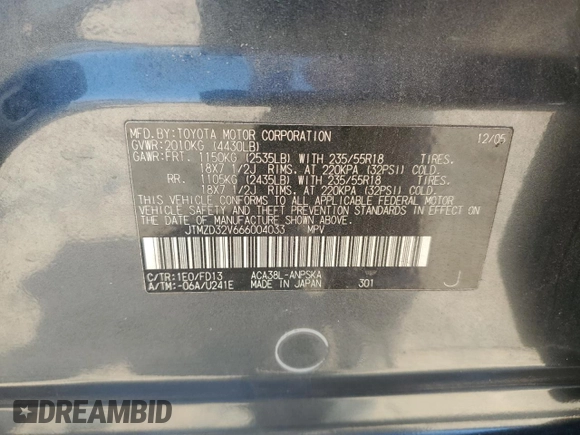 MFD.BY:TOYOTA MOTOR CORPORATION 12/05
GVWR:2010KG (4430LB)
GAWR:FRT. 1150KG (2535LB) WITH 235/55R18 TIRES.
18X7 1/2J RIMS. AT 220KPA (32PSI) COLD.
RR. 1105KG (2435LB) WITH 235/55R18 TIRES.
18X7 1/2J RIMS. AT 220KPA (32PSI) COLD.
THIS VEHICLE CONFORMS TO ALL APPLICABLE FEDERAL MOTOR
VEHICLE SAFETY AND THEFT PREVENTION STANDARDS IN EFFECT ON
THE DATE OF MANUFACTURE SHOWN ABOVE.
JTMZD32V666004033 MPV
C/TR:1E0/FD13 ACA38L-ANPSKA
A/TM:-06A/U241E MADE IN JAPAN 301 J
DREAMBID